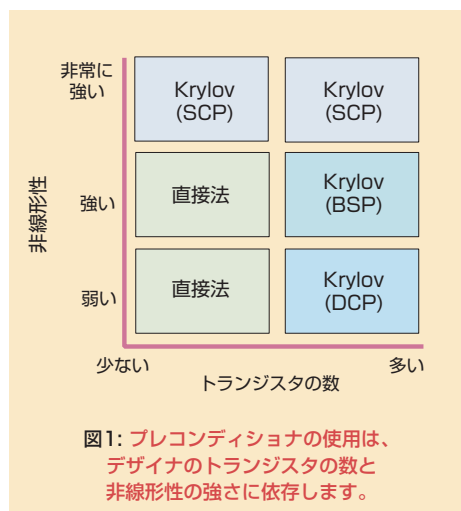 非常に
強い
Krylov
(SCP)
Krylov
(SCP)
非線形性
強い
直接法
Krylov
(BSP)
弱い
直接法
Krylov
(DCP)
少ない
多い
トランジスタの数
図1: プレコンディショナの使用は、
デザイナのトランジスタの数と
非線形性の強さに依存します。